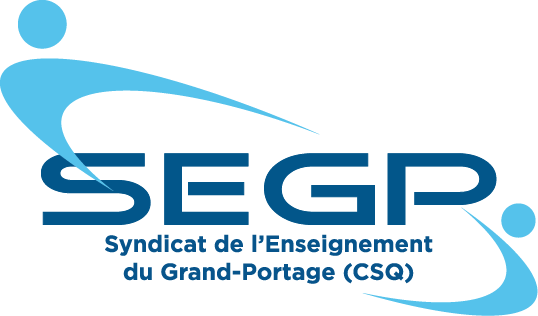 SEGP
Syndicat de l’Enseignement
du Grand-Portage (CSQ)